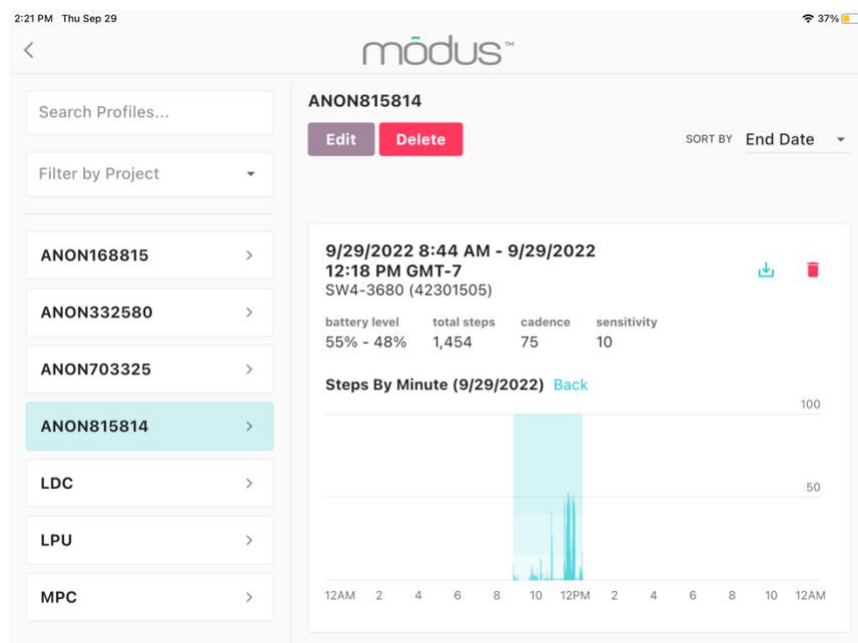 2:21 PM Thu Sep 29
37%
mōdus™
Search Profiles...
Filter by Project
ANON168815
ANON332580
ANON703325
ANON815814
LDC
LPU
MPC
ANON815814
Edit Delete
SORT BY End Date
9/29/2022 8:44 AM - 9/29/2022
12:18 PM GMT-7
SW4-3680 (42301505)
battery level total steps cadence sensitivity
55% - 48% 1,454 75 10
Steps By Minute (9/29/2022) Back
100
50
12AM 2 4 6 8 10 12PM 2 4 6 8 10 12AM